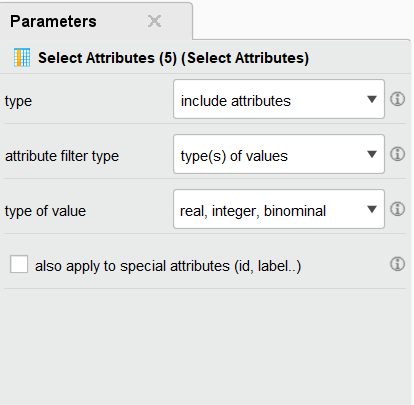 Parameters
Select Attributes (5) (Select Attributes)
type include attributes
attribute filter type type(s) of values
type of value real, integer, binominal
also apply to special attributes (id, label..)